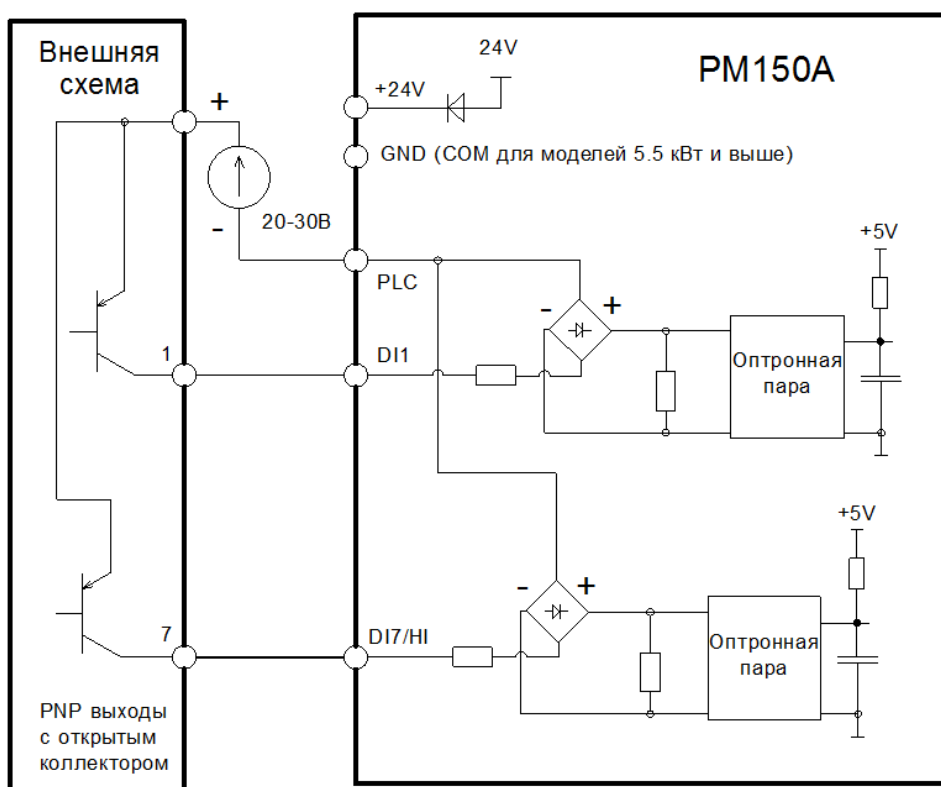 Внешняя
схема
+
-
20-30В
1
7
PNP выходы
с открытым
коллектором
PM150A
24V
+24V
GND (COM для моделей 5.5 кВт и выше)
PLC
DI1
- +
+5V
Оптронная
пара
DI7/HI
- +
+5V
Оптронная
пара